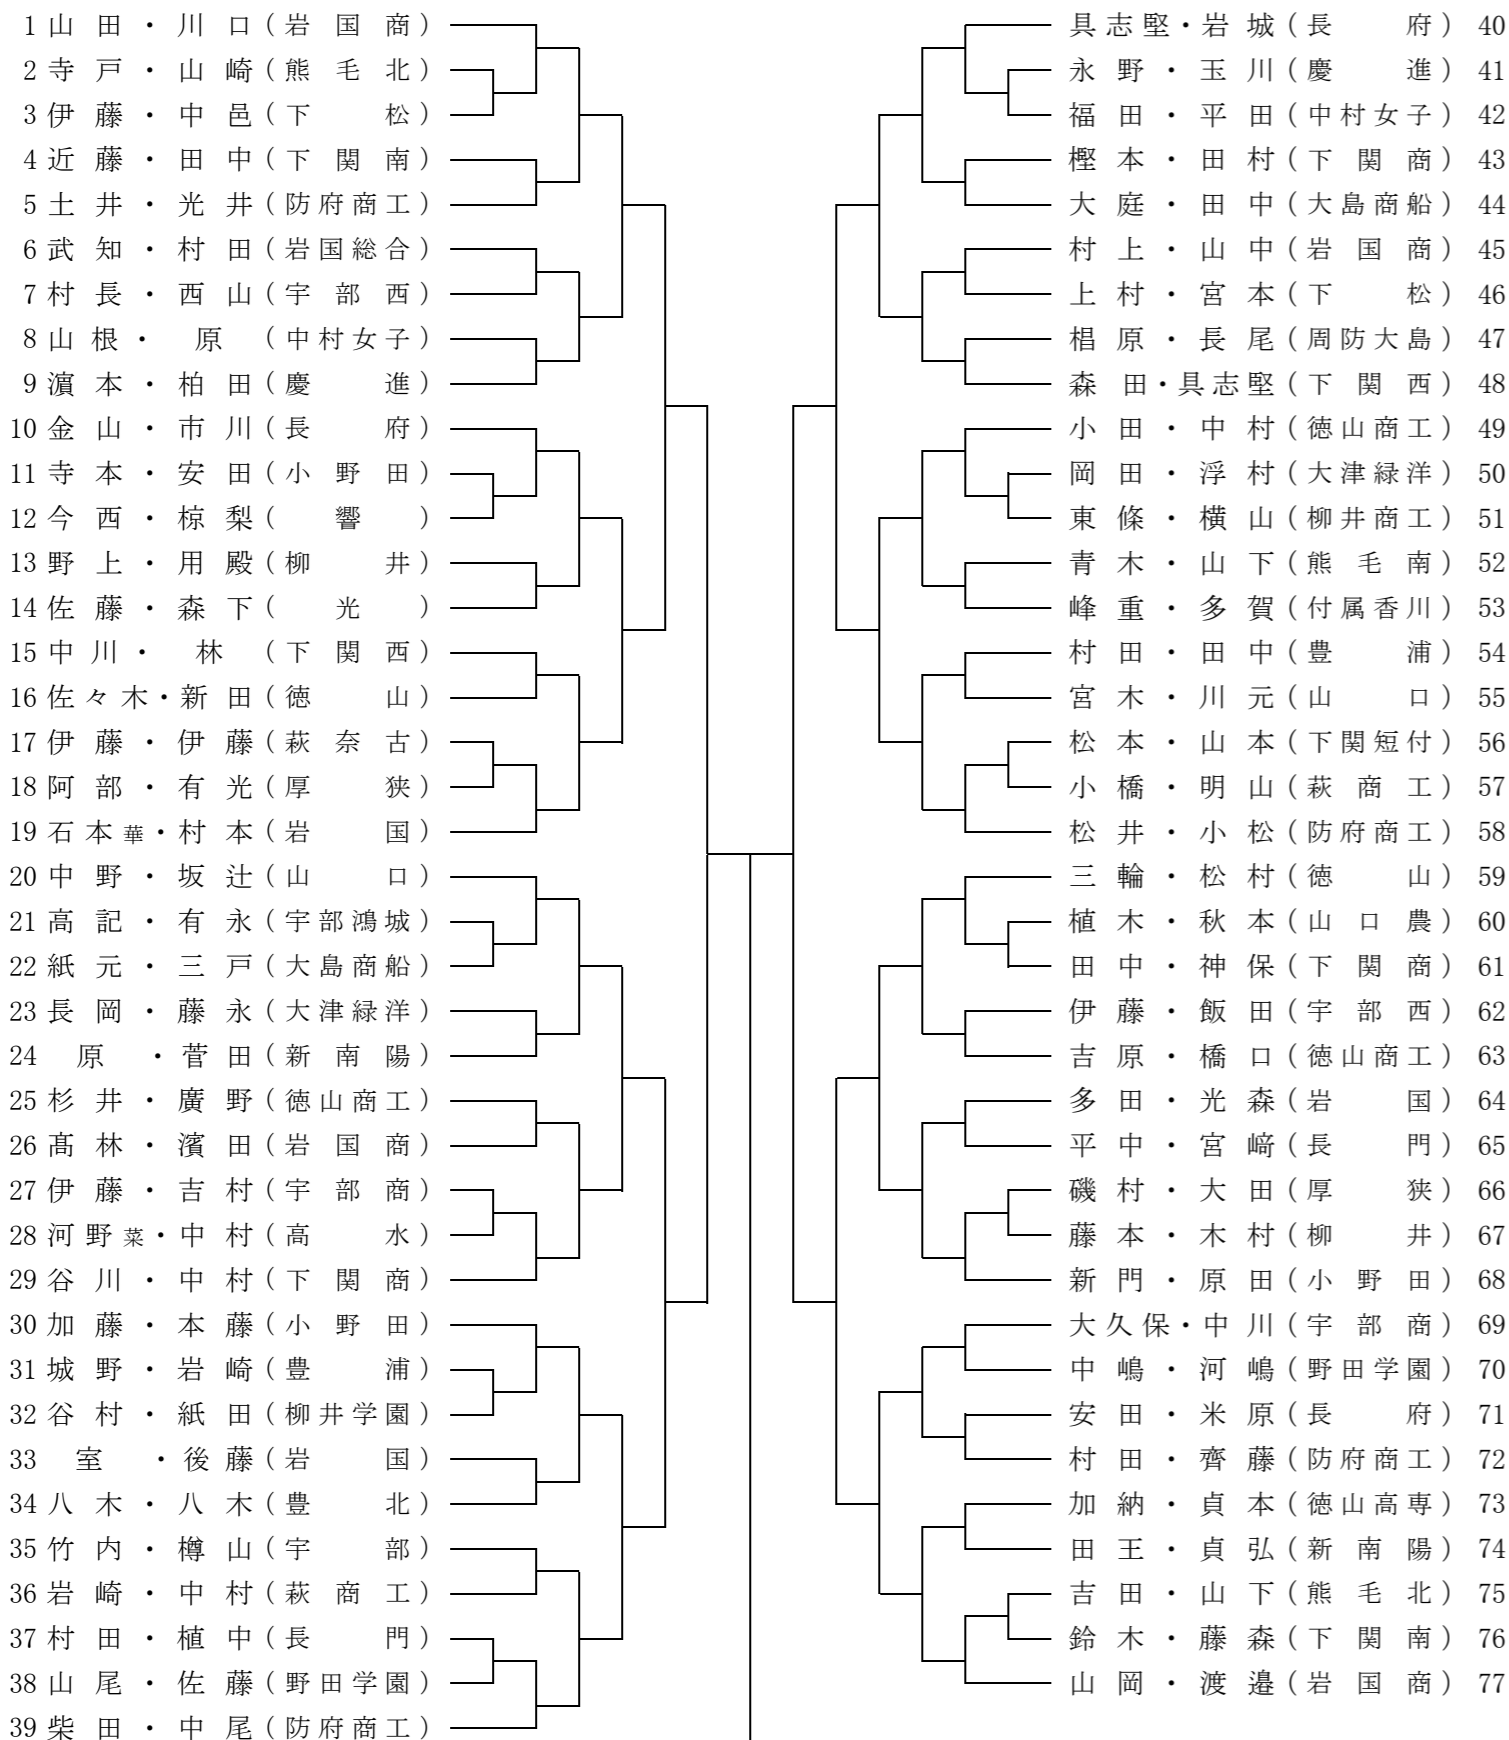 1 山田・川口(岩国商)
2 寺戸・山崎(熊毛北)
3 伊藤・中邑(下松)
4 近藤・田中(下関南)
5 土井・光井(防府商工)
6 武知・村田(岩国総合)
7 村長・西山(宇部西)
8 山根・原(中村女子)
9 濵本・柏田(慶進)
10 金山・市川(長府)
11 寺本・安田(小野田)
12 今西・椋梨(響)
13 野上・用殿(柳井)
14 佐藤・森下(光)
15 中川・林(下関西)
16 佐々木・新田(徳山)
17 伊藤・伊藤(萩奈古)
18 阿部・有光(厚狭)
19 石本華・村本(岩国)
20 中野・坂辻(山口)
21 高記・有永(宇部鴻城)
22 紙元・三戸(大島商船)
23 長岡・藤永(大津緑洋)
24 原・菅田(新南陽)
25 杉井・廣野(徳山商工)
26 髙林・濱田(岩国商)
27 伊藤・吉村(宇部商)
28 河野菜・中村(高水)
29 谷川・中村(下関商)
30 加藤・本藤(小野田)
31 城野・岩崎(豊浦)
32 谷村・紙田(柳井学園)
33 室・後藤(岩国)
34 八木・八木(豊北)
35 竹内・樽山(宇部)
36 岩崎・中村(萩商工)
37 村田・植中(長門)
38 山尾・佐藤(野田学園)
39 柴田・中尾(防府商工)
具志堅・岩城(長府) 40
永野・玉川(慶進) 41
福田・平田(中村女子) 42
樫本・田村(下関商) 43
大庭・田中(大島商船) 44
村上・山中(岩国商) 45
上村・宮本(下松) 46
椙原・長尾(周防大島) 47
森田・具志堅(下関西) 48
小田・中村(徳山商工) 49
岡田・浮村(大津緑洋) 50
東條・横山(柳井商工) 51
青木・山下(熊毛南) 52
峰重・多賀(付属香川) 53
村田・田中(豊浦) 54
宮木・川元(山口) 55
松本・山本(下関短付) 56
小橋・明山(萩商工) 57
松井・小松(防府商工) 58
三輪・松村(徳山) 59
植木・秋本(山口農) 60
田中・神保(下関商) 61
伊藤・飯田(宇部西) 62
吉原・橋口(徳山商工) 63
多田・光森(岩国) 64
平中・宮﨑(長門) 65
磯村・大田(厚狭) 66
藤本・木村(柳井) 67
新門・原田(小野田) 68
大久保・中川(宇部商) 69
中嶋・河嶋(野田学園) 70
安田・米原(長府) 71
村田・齊藤(防府商工) 72
加納・貞本(徳山高専) 73
田王・貞弘(新南陽) 74
吉田・山下(熊毛北) 75
鈴木・藤森(下関南) 76
山岡・渡邉(岩国商) 77